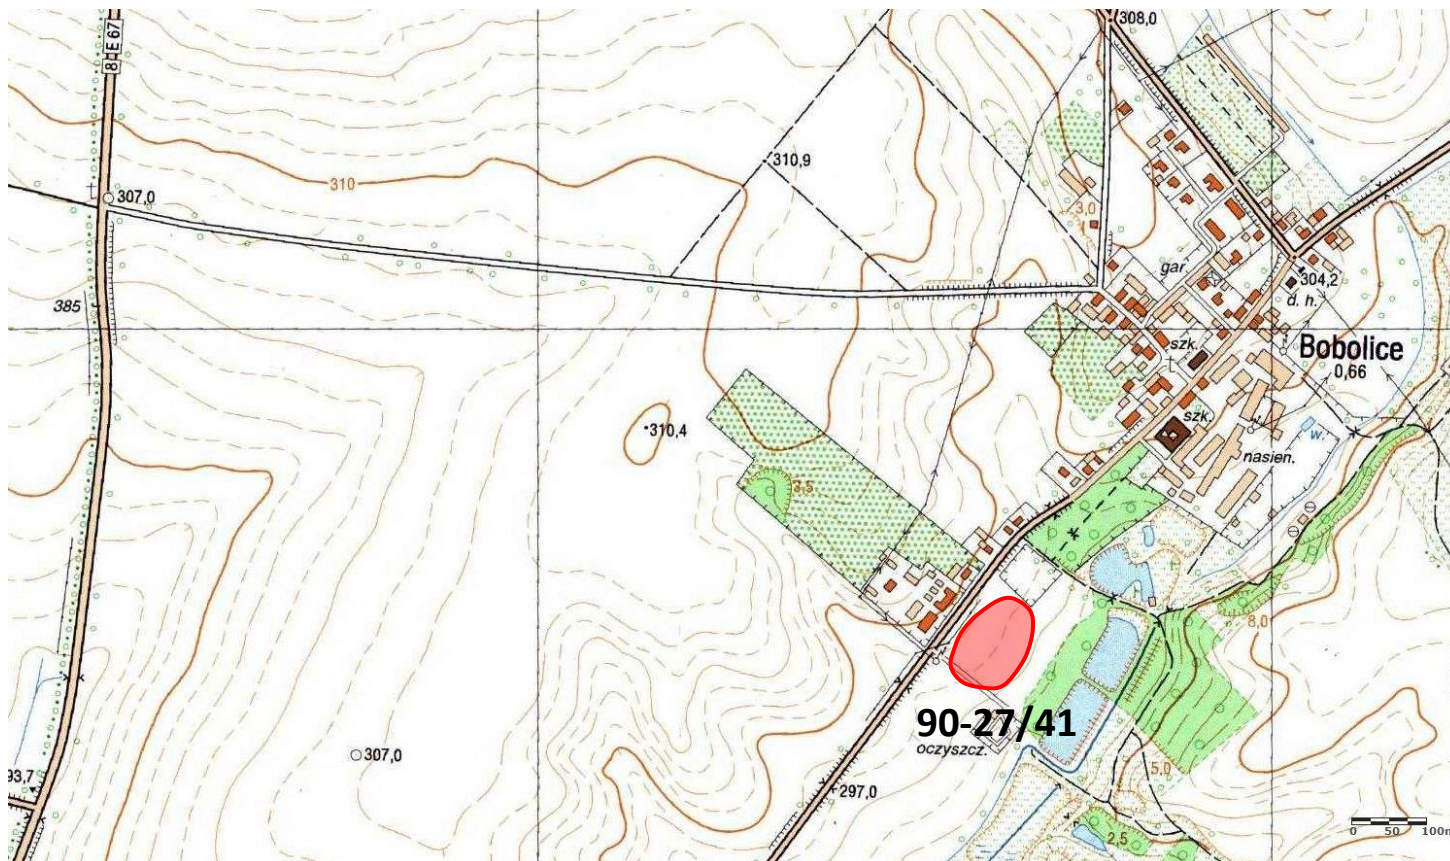 308,0
8 E 67
310,9
310
307,0
3,0
gar.
304,2
d. h.
385
szk.
Bobolice
0,66
szk.
310,4
w.
nasien.
3,5
8,0
90-27/41
oczyszcz.
307,0
5,0
93,7
297,0
2,5
0 50 100m